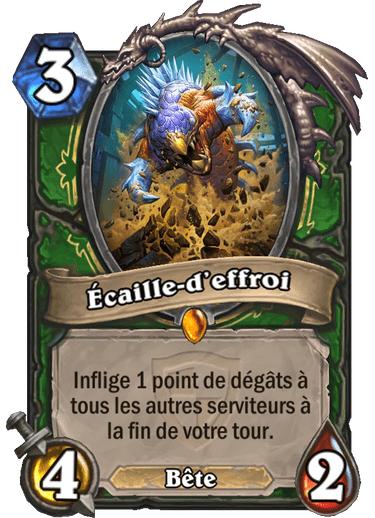 3
Écaille-d'effroi
Inflige 1 point de dégâts à
tous les autres serviteurs à
la fin de votre tour.
4
Bête
2